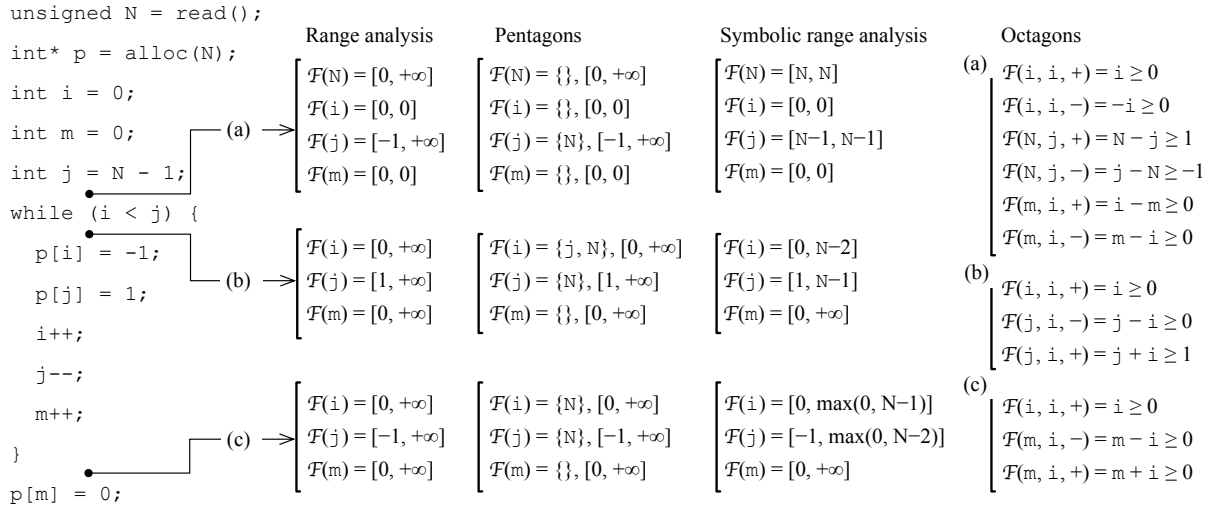 unsigned N = read();
int* p = alloc(N);
int i = 0;
int m = 0;
int j = N - 1;
while (i < j) {
p[i] = -1;
p[j] = 1;
i++;
j--;
m++;
}
p[m] = 0;
(a)
(b)
(c)
Range analysis
ℱ(N) = [0, +∞]
ℱ(i) = [0, 0]
ℱ(j) = [−1, +∞]
ℱ(m) = [0, 0]
ℱ(i) = [0, +∞]
ℱ(j) = [1, +∞]
ℱ(m) = [0, +∞]
ℱ(i) = [0, +∞]
ℱ(j) = [−1, +∞]
ℱ(m) = [0, +∞]
Pentagons
ℱ(N) = {}, [0, +∞]
ℱ(i) = {}, [0, 0]
ℱ(j) = {N}, [−1, +∞]
ℱ(m) = {}, [0, 0]
ℱ(i) = {j, N}, [0, +∞]
ℱ(j) = {N}, [1, +∞]
ℱ(m) = {}, [0, +∞]
ℱ(i) = {N}, [0, +∞]
ℱ(j) = {N}, [−1, +∞]
ℱ(m) = {}, [0, +∞]
Symbolic range analysis
ℱ(N) = [N, N]
ℱ(i) = [0, 0]
ℱ(j) = [N−1, N−1]
ℱ(m) = [0, 0]
ℱ(i) = [0, N−2]
ℱ(j) = [1, N−1]
ℱ(m) = [0, +∞]
ℱ(i) = [0, max(0, N−1)]
ℱ(j) = [−1, max(0, N−2)]
ℱ(m) = [0, +∞]
Octagons
(a)
ℱ(i, i, +) = i ≥ 0
ℱ(i, i, −) = −i ≥ 0
ℱ(N, j, +) = N − j ≥ 1
ℱ(N, j, −) = j − N ≥ −1
ℱ(m, i, +) = i − m ≥ 0
ℱ(m, i, −) = m − i ≥ 0
(b)
ℱ(i, i, +) = i ≥ 0
ℱ(j, i, −) = j − i ≥ 0
ℱ(j, i, +) = j + i ≥ 1
(c)
ℱ(i, i, +) = i ≥ 0
ℱ(m, i, −) = m − i ≥ 0
ℱ(m, i, +) = m + i ≥ 0